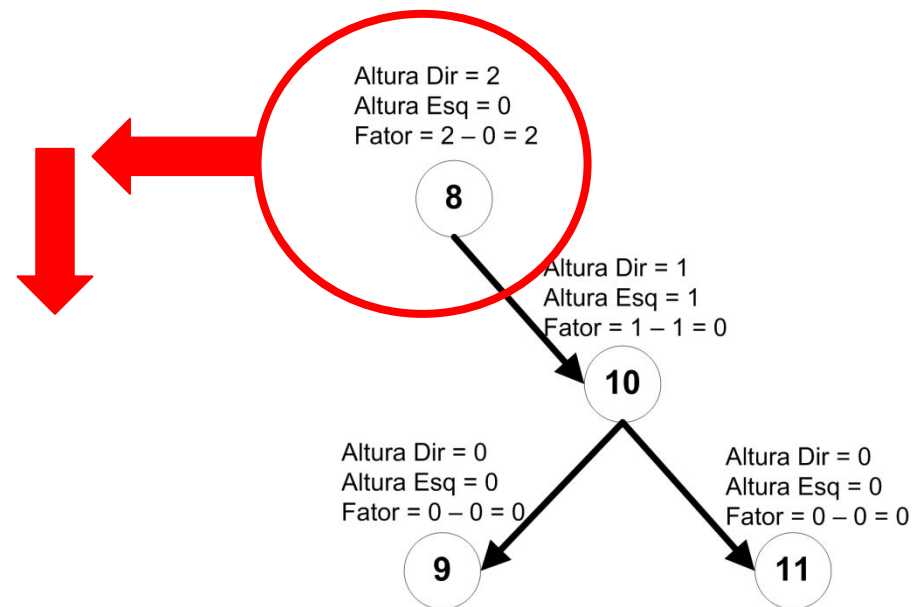 Altura Dir = 2
Altura Esq = 0
Fator = 2 – 0 = 2
8
Altura Dir = 1
Altura Esq = 1
Fator = 1 – 1 = 0
10
Altura Dir = 0
Altura Esq = 0
Fator = 0 – 0 = 0
9
Altura Dir = 0
Altura Esq = 0
Fator = 0 – 0 = 0
11